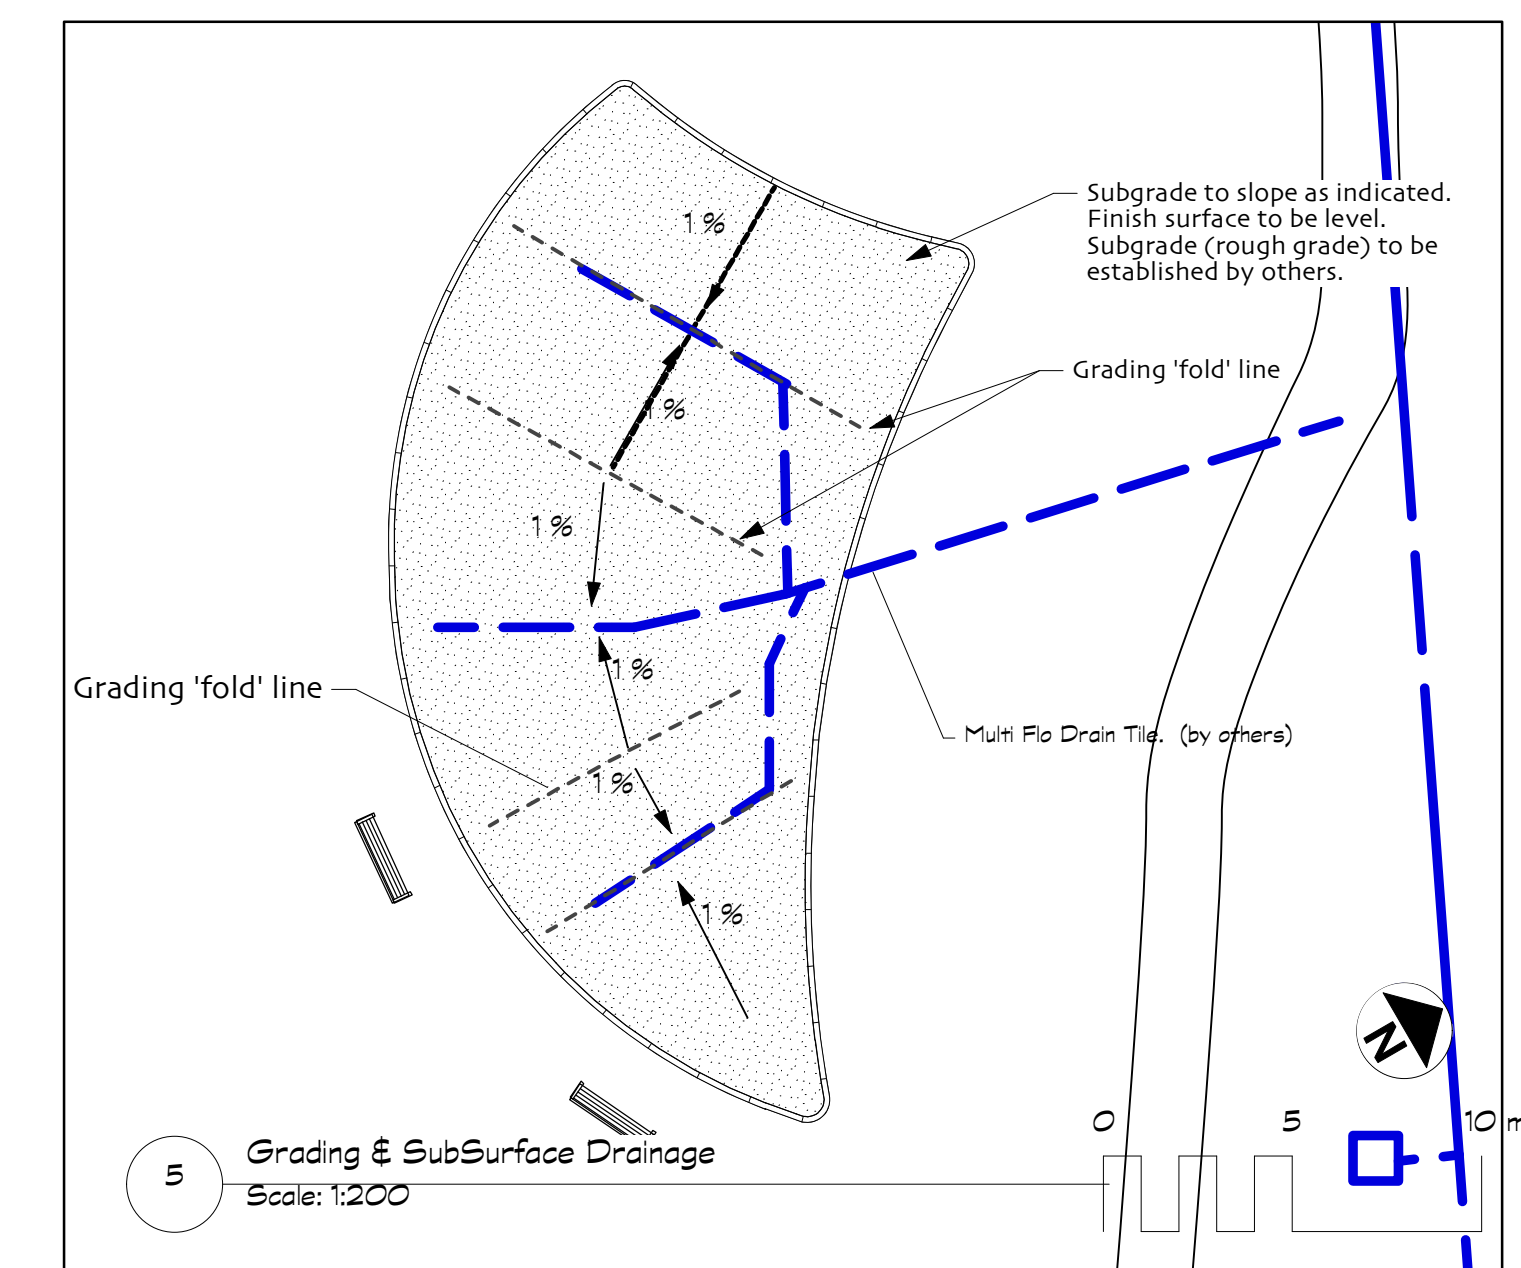 1%
Subgrade to slope as indicated.
Finish surface to be level.
Subgrade (rough grade) to be
established by others.
Grading 'fold' line
1%
1%
1%
Grading 'fold' line
Multi Flo Drain Tile. (by others)
1%
1%
N
0 5 10 m
5
Grading & SubSurface Drainage
Scale: 1:200